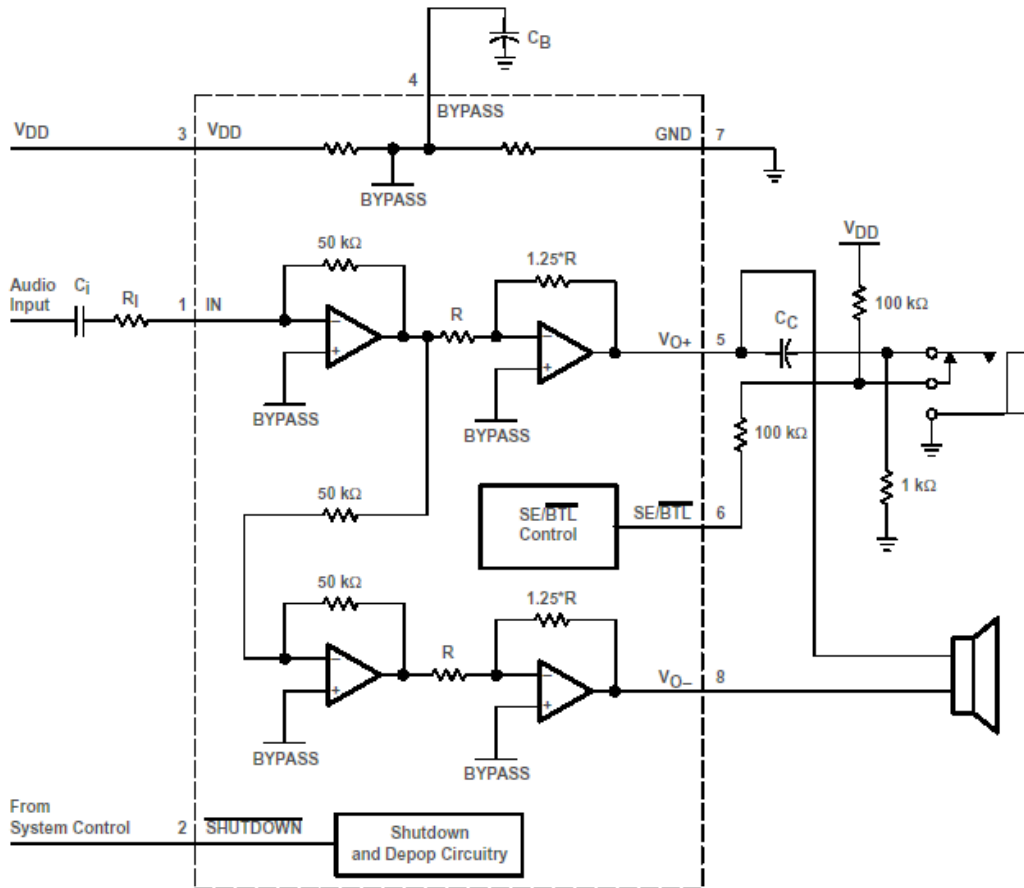 CB
4
BYPASS
VDD
3
VDD
GND
7
BYPASS
VDD
50 kΩ
1.25*R
Audio
Input
Ci
RI
1
IN
R
100 kΩ
−
+
−
+
VO+
5
CC
BYPASS
BYPASS
100 kΩ
50 kΩ
1 kΩ
SE/BTL
Control
SE/BTL
6
50 kΩ
1.25*R
R
−
+
−
+
VO−
8
BYPASS
BYPASS
From
System Control
2
SHUTDOWN
Shutdown
and Depop Circuitry